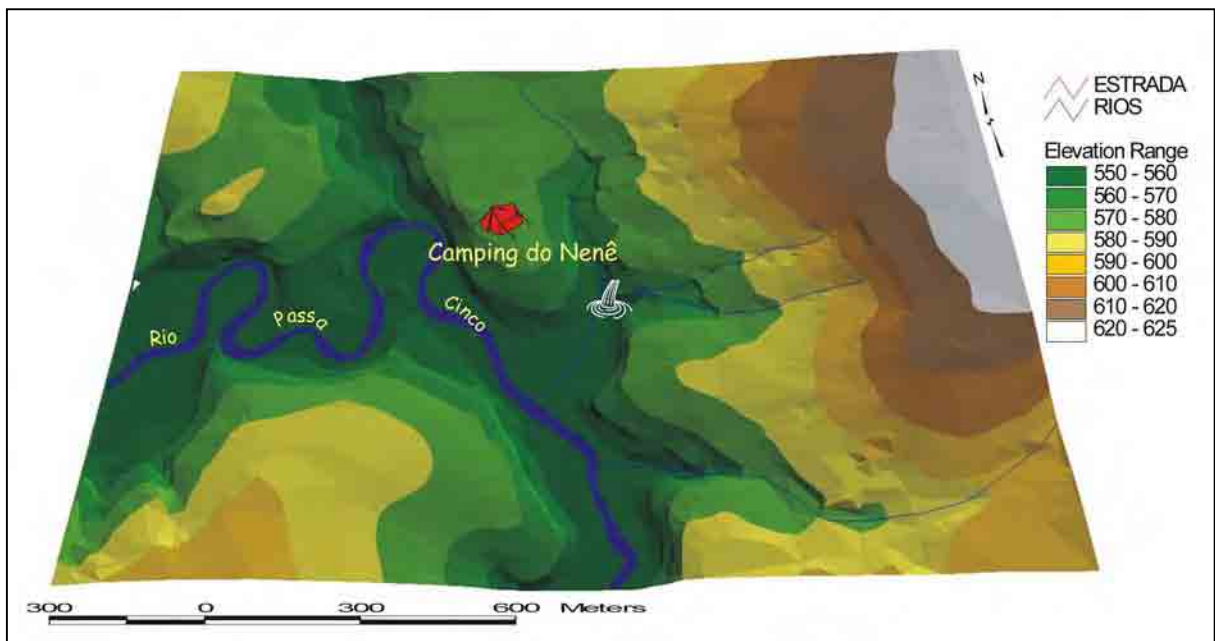 N
ESTRADA
RIOS
Elevation Range
550 - 560
560 - 570
570 - 580
580 - 590
590 - 600
600 - 610
610 - 620
620 - 625
Camping do Nenê
Rio Passa Cinco
300 0 300 600 Meters